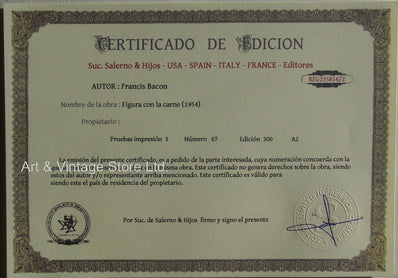 CERTIFICADO DE EDICION
Suc. Salerno & Hijos - USA - SPAIN - ITALY - FRANCE - Editores
REG235814/2
AUTOR : Francis Bacon
Nombre de la obra : Figura con la carne (1954)
Propietario :
Pruebas impresión 3 Número 67 Edición 300 A2
La emisión del presente certificado, es a pedido de la parte interesada, cuya numeración concuerda con la
misma obra. Este certificado no genera derechos sobre la obra, siendo
estos del autor y/o representante arriba mencionado. Este certificado es válido para
siendo este el país de residencia del propietario.
Art & Vintage Store Ltd
Por Suc. de Salerno & Hijos firmo y signo el presente